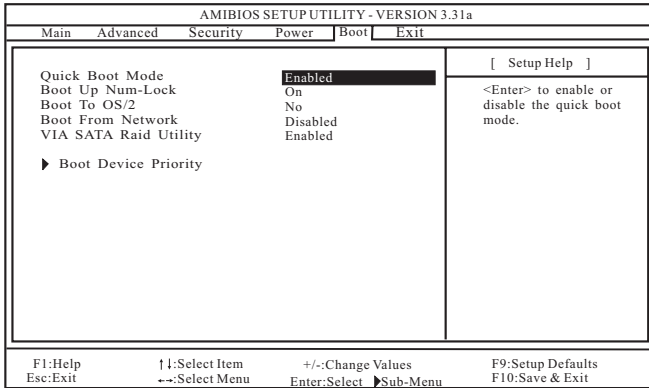 AMIBIOS SETUP UTILITY - VERSION 3.31a
Main Advanced Security Power Boot Exit
Quick Boot Mode Enabled
Boot Up Num-Lock On
Boot To OS/2 No
Boot From Network Disabled
VIA SATA Raid Utility Enabled
▶ Boot Device Priority
[ Setup Help ]
<Enter> to enable or
disable the quick boot
mode.
F1:Help ↑↓:Select Item +/-:Change Values F9:Setup Defaults
Esc:Exit ←→:Select Menu Enter:Select ▶Sub-Menu F10:Save & Exit